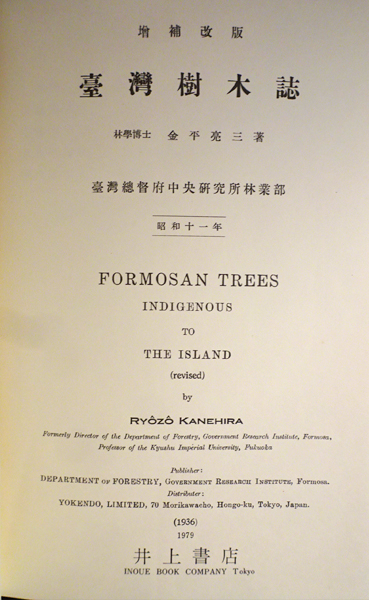 增補改版
臺灣樹木誌
林學博士 金平亮三著
臺灣總督府中央硏究所林業部
昭和十一年
FORMOSAN TREES
INDIGENOUS
TO
THE ISLAND
(revised)
by
RYÔZÔ KANEHIRA
Formerly Director of the Department of Forestry, Government Research Institute, Formosa.
Professor of the Kyushu Imperial University, Fukuoka
Publisher:
DEPARTMENT OF FORESTRY, GOVERNMENT RESEARCH INSTITUTE, Formosa.
Distributer:
YOKENDO, LIMITED, 70 Morikawacho, Hongo-ku, Tokyo, Japan.
(1936)
1979
井上書店
INOUE BOOK COMPANY Tokyo